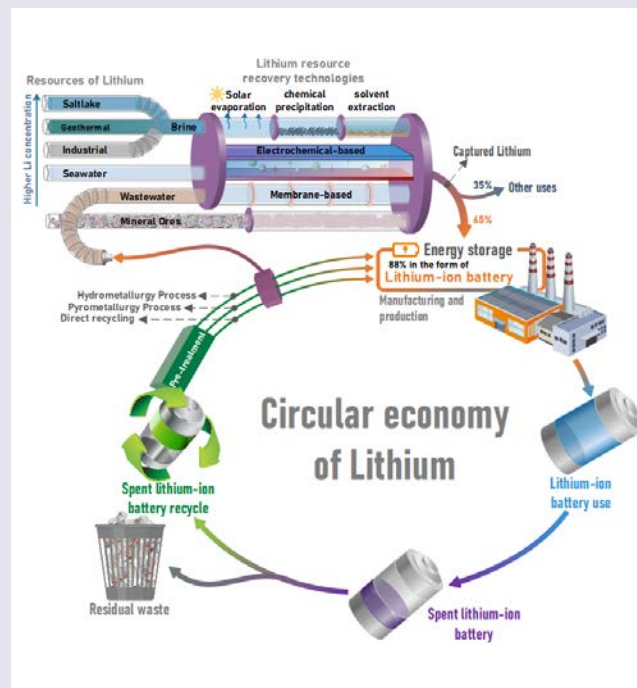 Lithium resource
recovery technologies
Resources of Lithium
Solar
evaporation
chemical
precipitation
solvent
extraction
Higher Li concentration
Saltlake
Geothermal
Brine
Industrial
Electrochemical-based
Seawater
Captured Lithium
Wastewater
Membrane-based
35%
Other uses
Mineral Ores
65%
Energy storage
88% in the form of
Lithium-ion battery
Manufacturing and
production
Hydrometallurgy Process
Pyrometallurgy Process
Direct recycling
Pre-treatment
Circular economy
of Lithium
Spent lithium-ion
battery recycle
Lithium-ion
battery use
Residual waste
Spent lithium-ion
battery